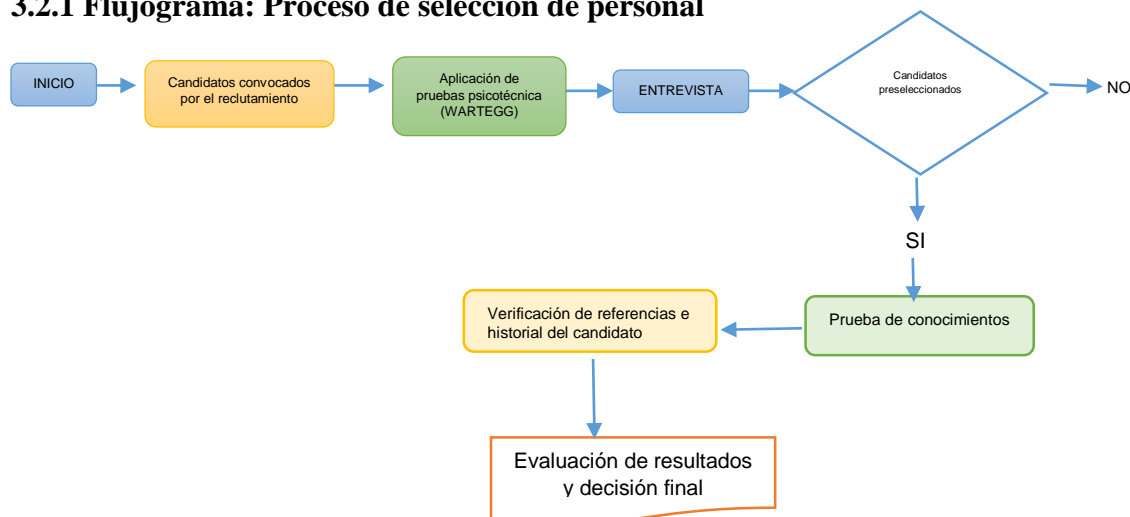 3.2.1 Flujograma: Proceso de selección de personal
INICIO
Candidatos convocados
por el reclutamiento
Aplicación de
pruebas psicotécnica
(WARTEGG)
ENTREVISTA
Candidatos
preseleccionados
NO
SI
Prueba de conocimientos
Verificación de referencias e
historial del candidato
Evaluación de resultados
y decisión final